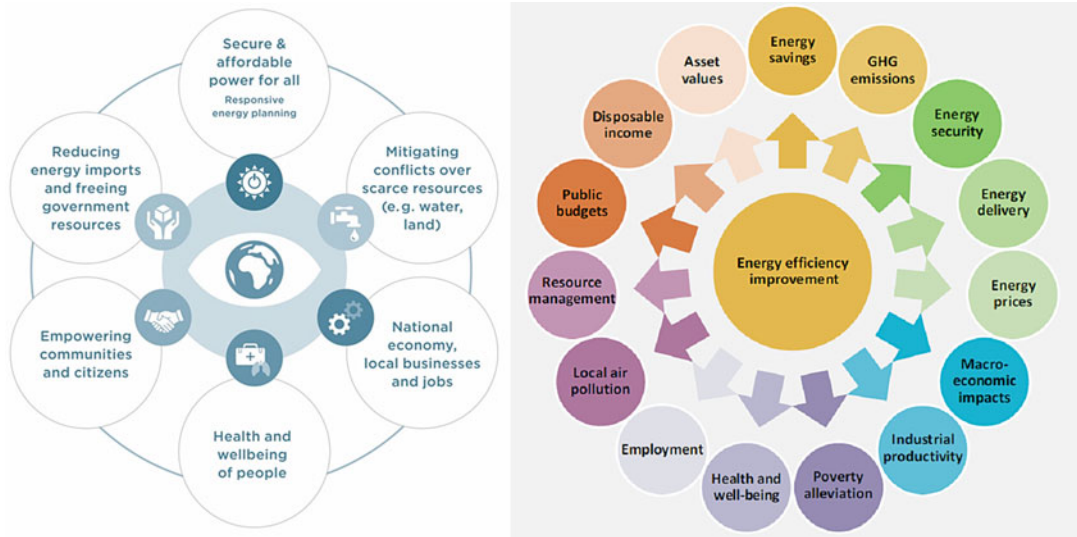 Secure &
affordable
power for all
Responsive
energy planning
Reducing
energy imports
and freeing
government
resources
Mitigating
conflicts over
scarce resources
(e.g. water,
land)
Empowering
communities
and citizens
National
economy,
local businesses
and jobs
Health and
wellbeing
of people
Energy
savings
GHG
emissions
Energy
security
Energy
delivery
Energy
prices
Macro-
economic
impacts
Industrial
productivity
Poverty
alleviation
Health and
well-being
Employment
Local air
pollution
Resource
management
Public
budgets
Disposable
income
Asset
values
Energy efficiency
improvement